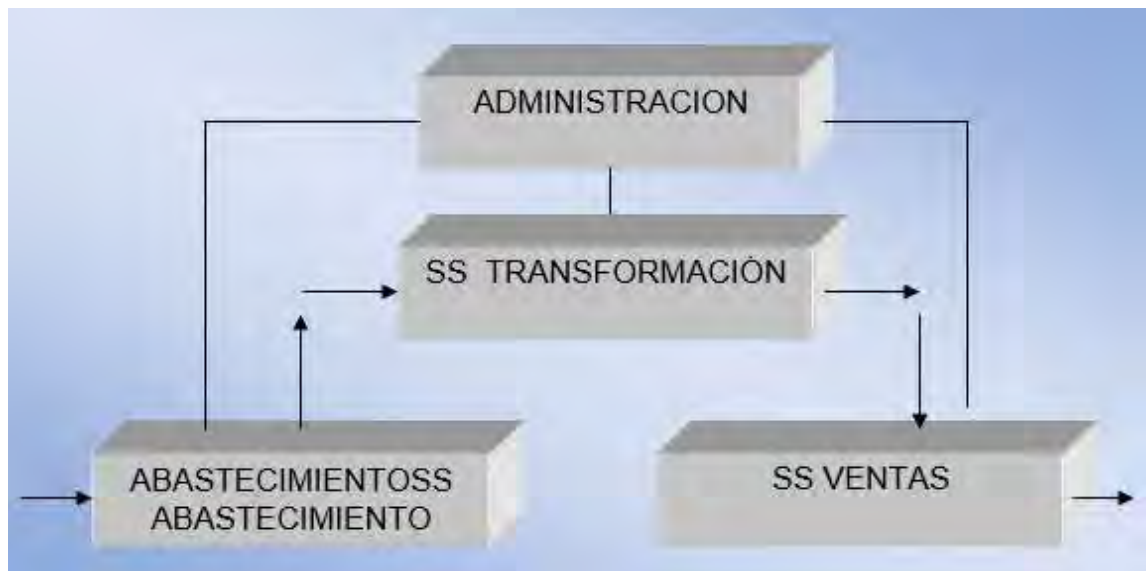 ADMINISTRACION
SS TRANSFORMACIÓN
ABASTECIMIENTOSS
ABASTECIMIENTO
SS VENTAS